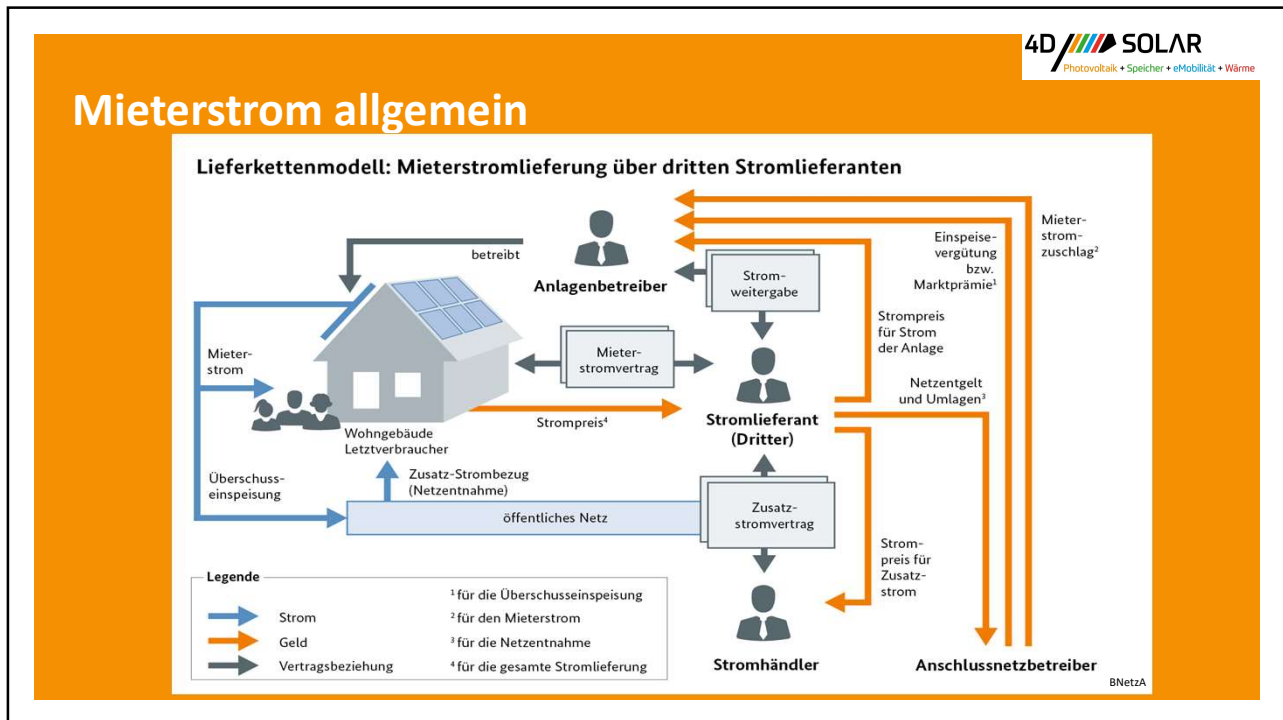 4D SOLAR
Photovoltaik + Speicher + eMobilität + Wärme
Mieterstrom allgemein
Lieferkettenmodell: Mieterstromlieferung über dritten Stromlieferanten
betreibt
Anlagenbetreiber
Strom-
weitergabe
Einspeise-
vergütung
bzw.
Marktprämie¹
Mieter-
strom-
zuschlag²
Strompreis
für Strom
der Anlage
Mieter-
strom
Mieter-
stromvertrag
Netzentgelt
und Umlagen³
Strompreis⁴
Stromlieferant
(Dritter)
Wohngebäude
Letztverbraucher
Überschuss-
einspeisung
Zusatz-Strombezug
(Netzentnahme)
öffentliches Netz
Zusatz-
stromvertrag
Strom-
preis für
Zusatz-
strom
Legende
Strom
Geld
Vertragsbeziehung
¹ für die Überschusseinspeisung
² für den Mieterstrom
³ für die Netzentnahme
⁴ für die gesamte Stromlieferung
Stromhändler
Anschlussnetzbetreiber
BNetzA